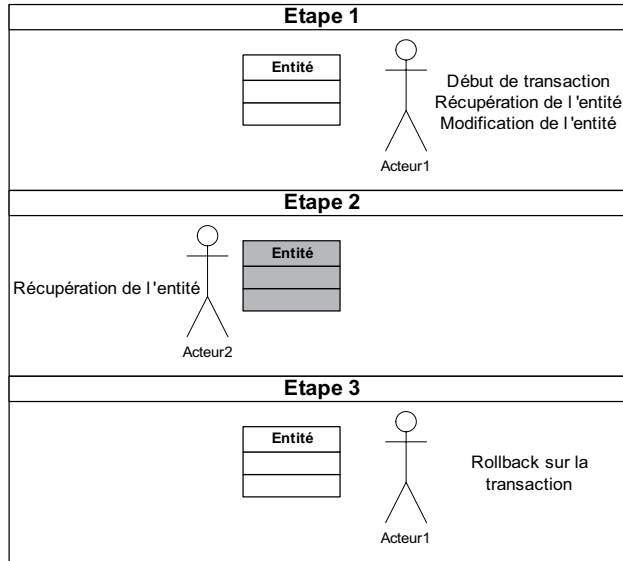 Etape 1
Entité
Début de transaction
Récupération de l'entité
Modification de l'entité
Acteur1
Etape 2
Entité
Récupération de l'entité
Acteur2
Etape 3
Entité
Rollback sur la
transaction
Acteur1